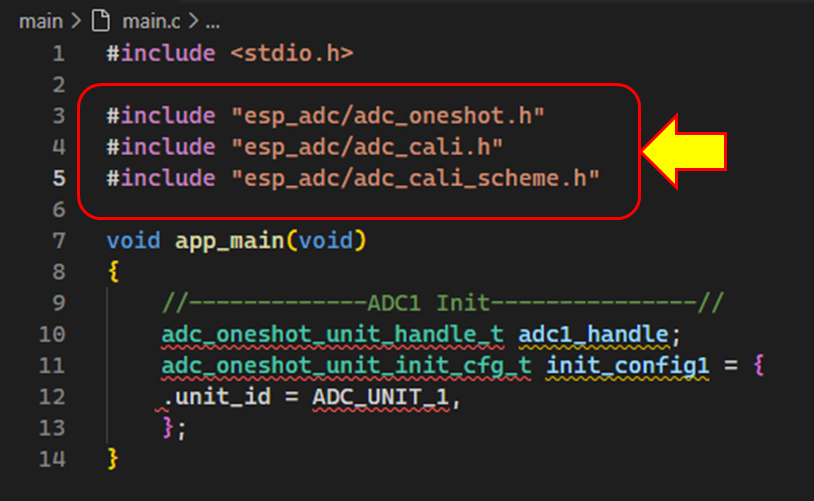 main > main.c > ...
1 #include <stdio.h>
2
3 #include "esp_adc/adc_oneshot.h"
4 #include "esp_adc/adc_cali.h"
5 #include "esp_adc/adc_cali_scheme.h"
6
7 void app_main(void)
8 {
9 //-------------ADC1 Init---------------//
10 adc_oneshot_unit_handle_t adc1_handle;
11 adc_oneshot_unit_init_cfg_t init_config1 = {
12 .unit_id = ADC_UNIT_1,
13 };
14 }